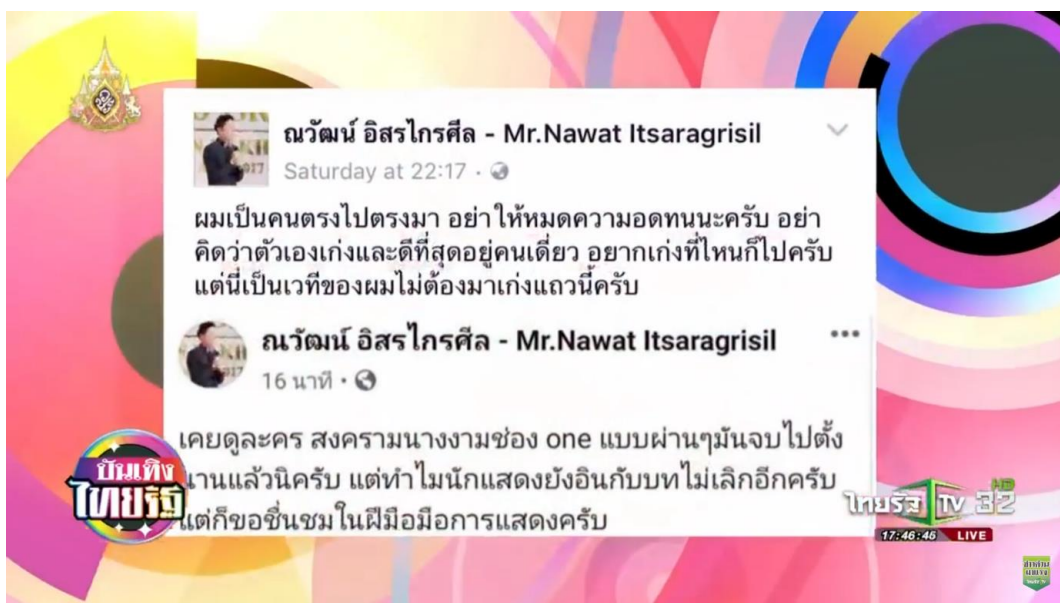 ณวัฒน์ อิสรไกรศีล - Mr.Nawat Itsaragrisil
Saturday at 22:17
ผมเป็นคนตรงไปตรงมา อย่าให้หมดความอดทนนะครับ อย่า
คิดว่าตัวเองเก่งและดีที่สุดอยู่คนเดียว อยากเก่งที่ไหนก็ไปครับ
แต่นี่เป็นเวทีของผมไม่ต้องมาเก่งแถวนี้ครับ
ณวัฒน์ อิสรไกรศีล - Mr.Nawat Itsaragrisil
16 นาที
เคยดูละคร สงครามนางงามช่อง one แบบผ่านๆมันจบไปตั้ง
นานแล้วนิครับ แต่ทำไมนักแสดงยังอินกับบทไม่เลิกอีกครับ
แต่ก็ขอชื่นชมในฝีมือมือการแสดงครับ
บันเทิง
ไทยรัฐ
ไทยรัฐ TV 32 HD
17:46:46 LIVE